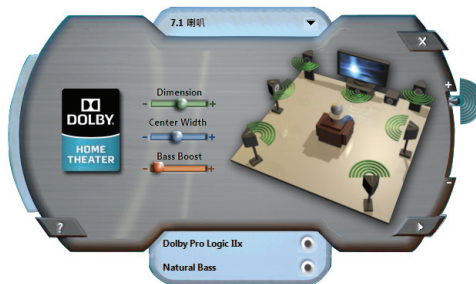 7.1 喇叭
X
DOLBY.
HOME
THEATER
Dimension
- +
Center Width
- +
Bass Boost
- +
+
-
?
Dolby Pro Logic IIx
Natural Bass